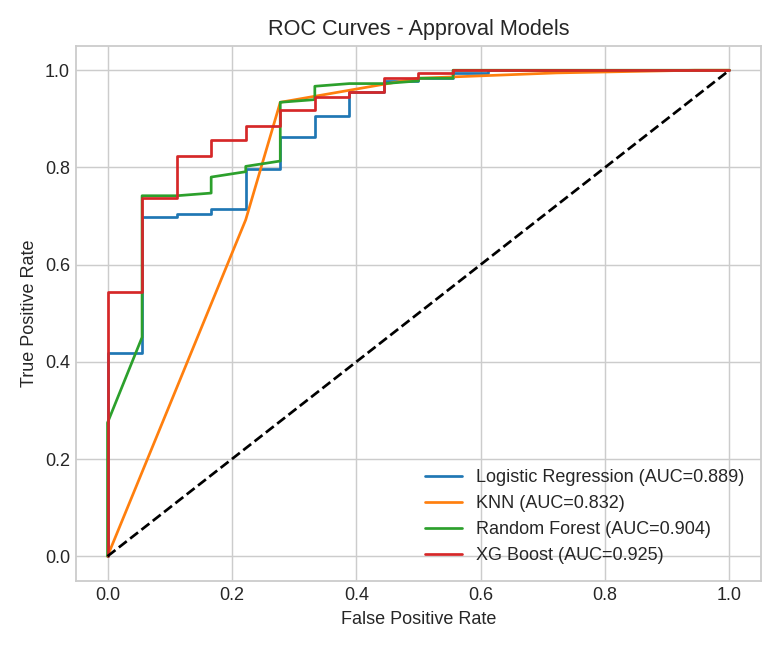 ROC Curves - Approval Models
True Positive Rate
1.0
0.8
0.6
0.4
0.2
0.0
Logistic Regression (AUC=0.889)
KNN (AUC=0.832)
Random Forest (AUC=0.904)
XG Boost (AUC=0.925)
0.0 0.2 0.4 0.6 0.8 1.0
False Positive Rate